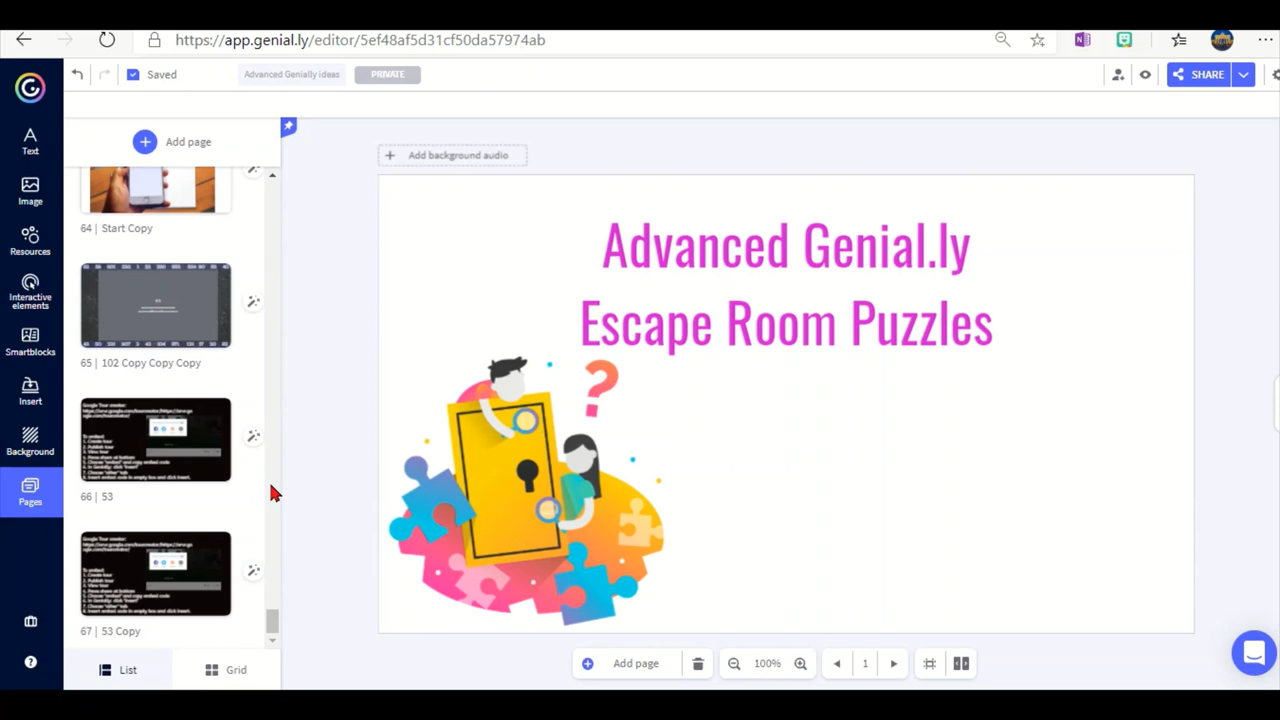 https://app.genial.ly/editor/5ef48af5d31cf50da57974ab
Saved
Advanced Genially ideas
PRIVATE
SHARE
Text
Image
Resources
Interactive
elements
Smartblocks
Insert
Background
Pages
Add page
64 | Start Copy
65 | 102 Copy Copy Copy
66 | 53
67 | 53 Copy
List
Grid
Add background audio
Advanced Genial.ly
Escape Room Puzzles
?
Add page
100%
1